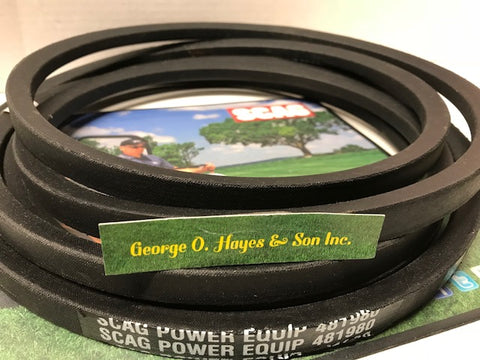 SCAG
George O. Hayes & Son Inc.
SCAG POWER EQUIP 481980
SCAG POWER EQUIP 481980